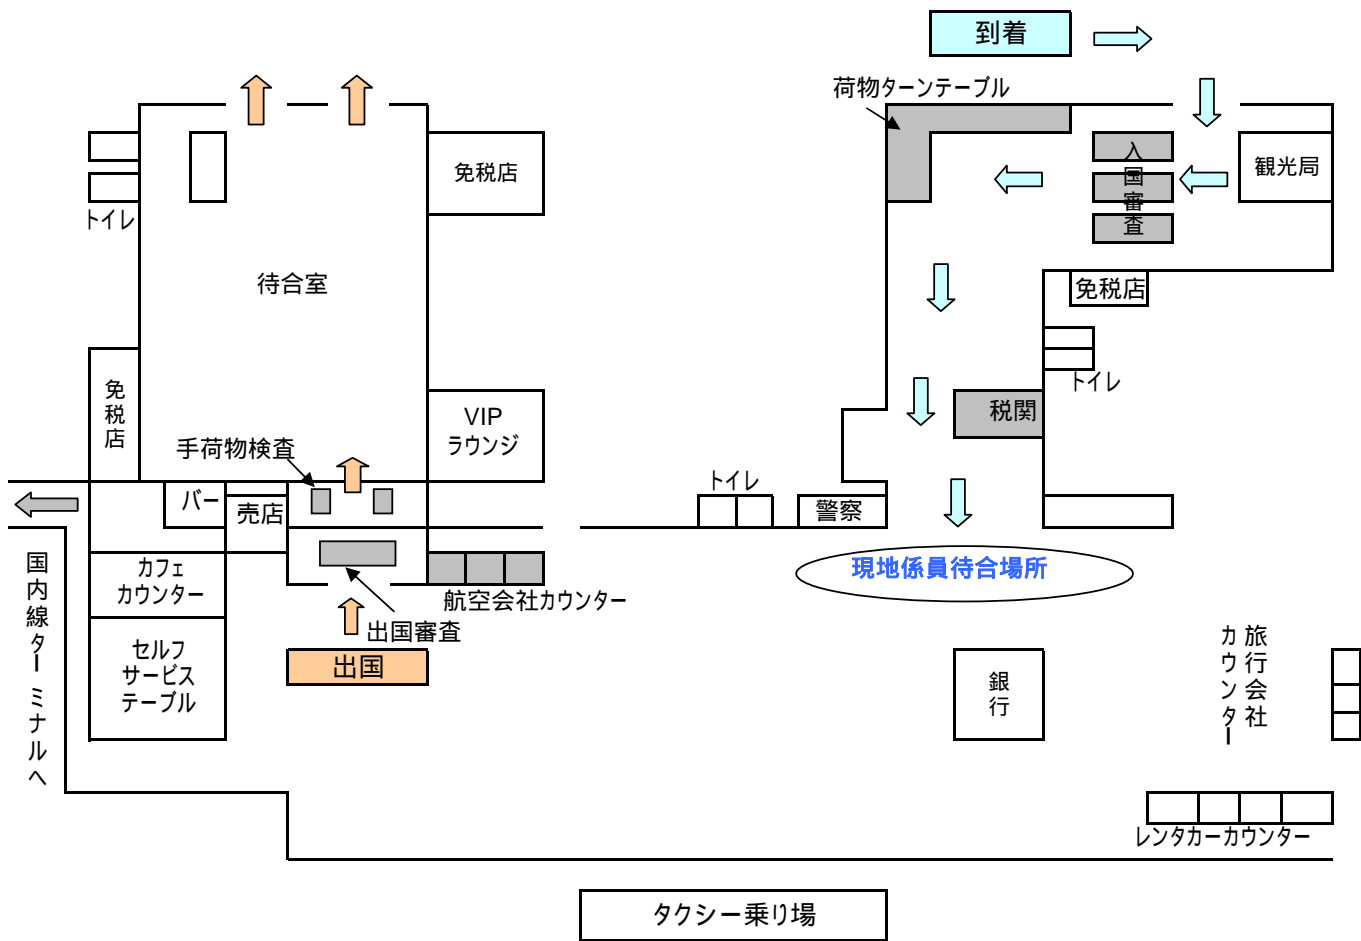 到着
荷物ターンテーブル
免税店
入国審査
観光局
トイレ
待合室
免税店
トイレ
免税店
VIP
ラウンジ
税関
手荷物検査
トイレ
バー
売店
警察
国内線ターミナルへ
カフェ
カウンター
現地係員待合場所
航空会社カウンター
出国審査
セルフ
サービス
テーブル
出国
銀行
旅行会社
カウンター
レンタカーカウンター
タクシー乗り場